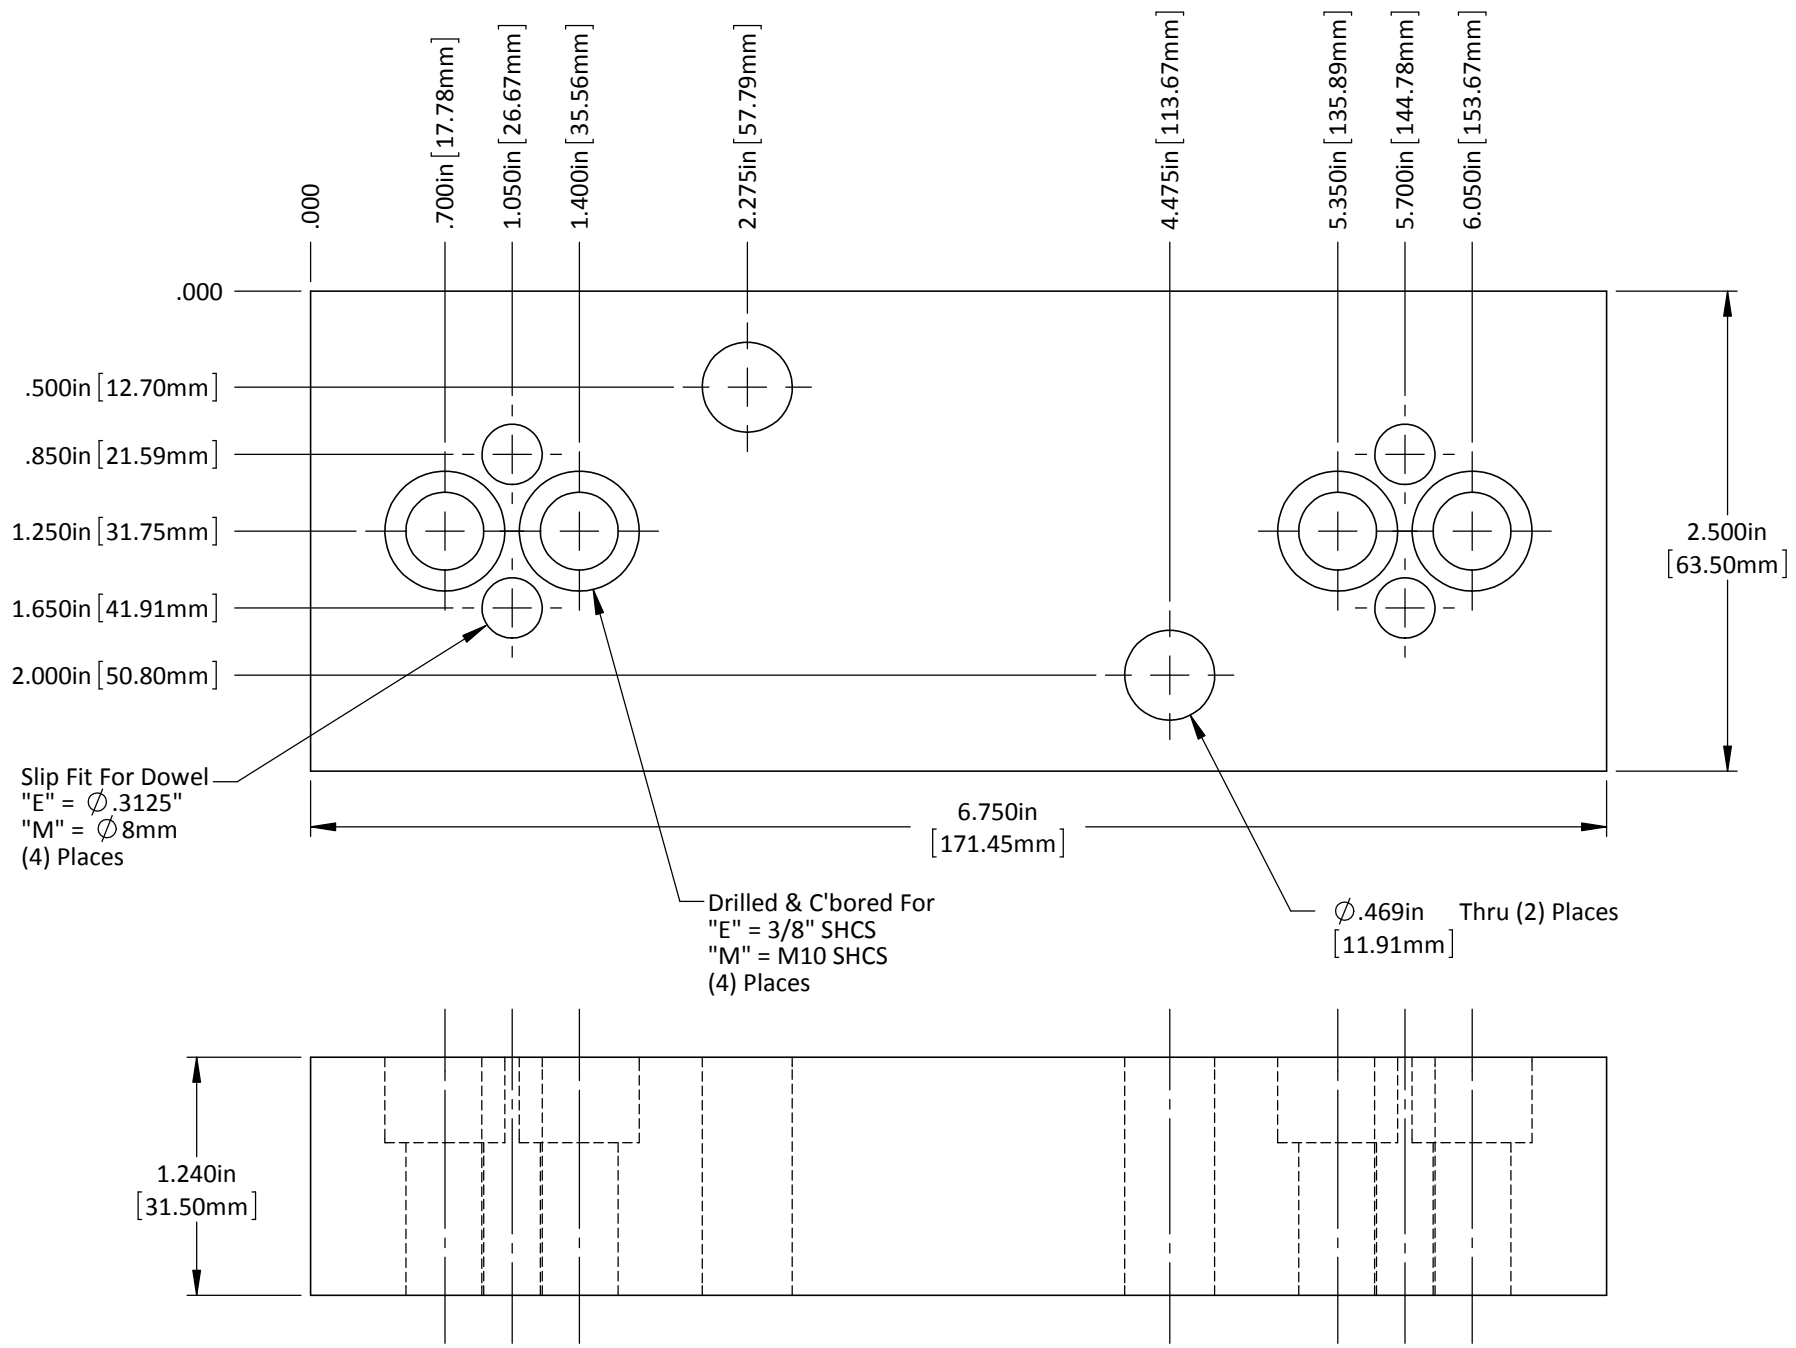 .000
.700in [17.78mm]
1.050in [26.67mm]
1.400in [35.56mm]
2.275in [57.79mm]
4.475in [113.67mm]
5.350in [135.89mm]
5.700in [144.78mm]
6.050in [153.67mm]
.000
.500in [12.70mm]
.850in [21.59mm]
1.250in [31.75mm]
1.650in [41.91mm]
2.000in [50.80mm]
2.500in
[63.50mm]
Slip Fit For Dowel
"E" = ∅.3125"
"M" = ∅8mm
(4) Places
6.750in
[171.45mm]
Drilled & C'bored For
"E" = 3/8" SHCS
"M" = M10 SHCS
(4) Places
∅.469in Thru (2) Places
[11.91mm]
1.240in
[31.50mm]